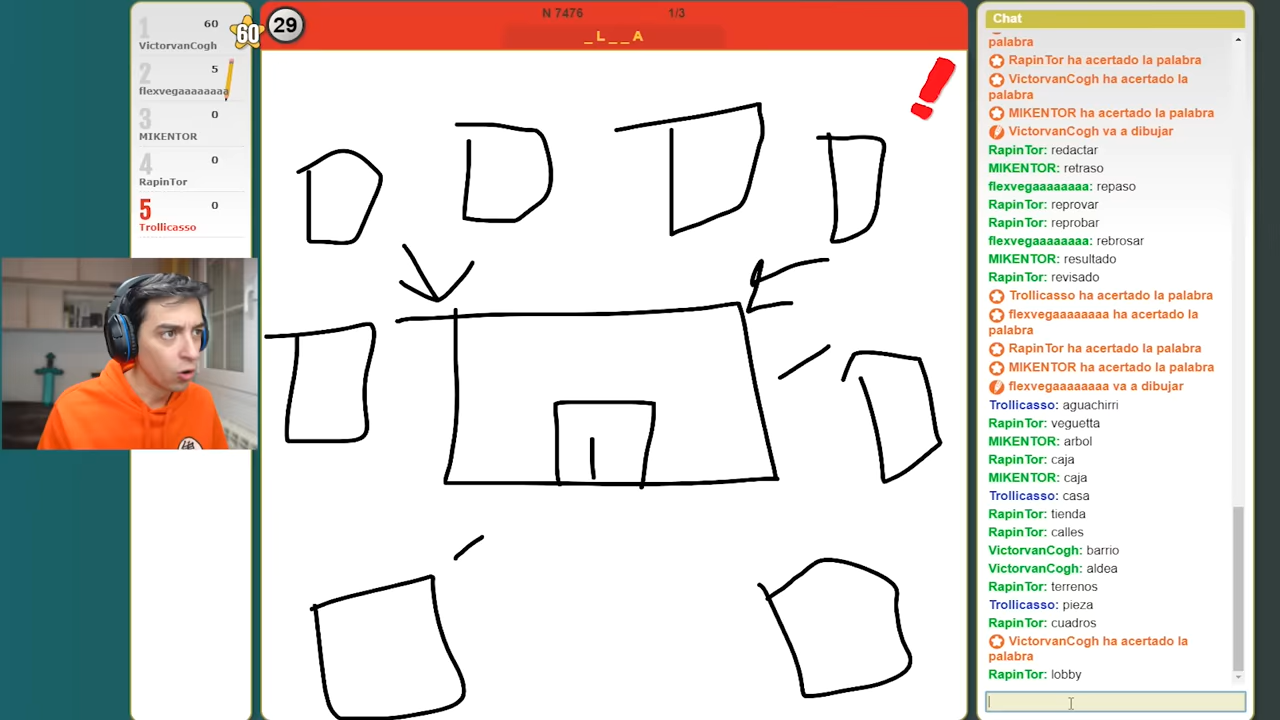 1
60
VictorvanCogh
60
2
5
flexvegaaaaaaaa
3
0
MIKENTOR
4
0
RapinTor
5
0
Trollicasso
29
N 7476
1/3
_ L _ _ A
Chat
palabra
RapinTor ha acertado la palabra
VictorvanCogh ha acertado la
palabra
MIKENTOR ha acertado la palabra
VictorvanCogh va a dibujar
RapinTor: redactar
MIKENTOR: retraso
flexvegaaaaaaaa: repaso
RapinTor: reprovar
RapinTor: reprobar
flexvegaaaaaaaa: rebrosar
MIKENTOR: resultado
RapinTor: revisado
Trollicasso ha acertado la palabra
flexvegaaaaaaaa ha acertado la
palabra
RapinTor ha acertado la palabra
MIKENTOR ha acertado la palabra
flexvegaaaaaaaa va a dibujar
Trollicasso: aguachirri
RapinTor: veguetta
MIKENTOR: arbol
RapinTor: caja
MIKENTOR: caja
Trollicasso: casa
RapinTor: tienda
RapinTor: calles
VictorvanCogh: barrio
VictorvanCogh: aldea
RapinTor: terrenos
Trollicasso: pieza
RapinTor: cuadros
VictorvanCogh ha acertado la
palabra
RapinTor: lobby